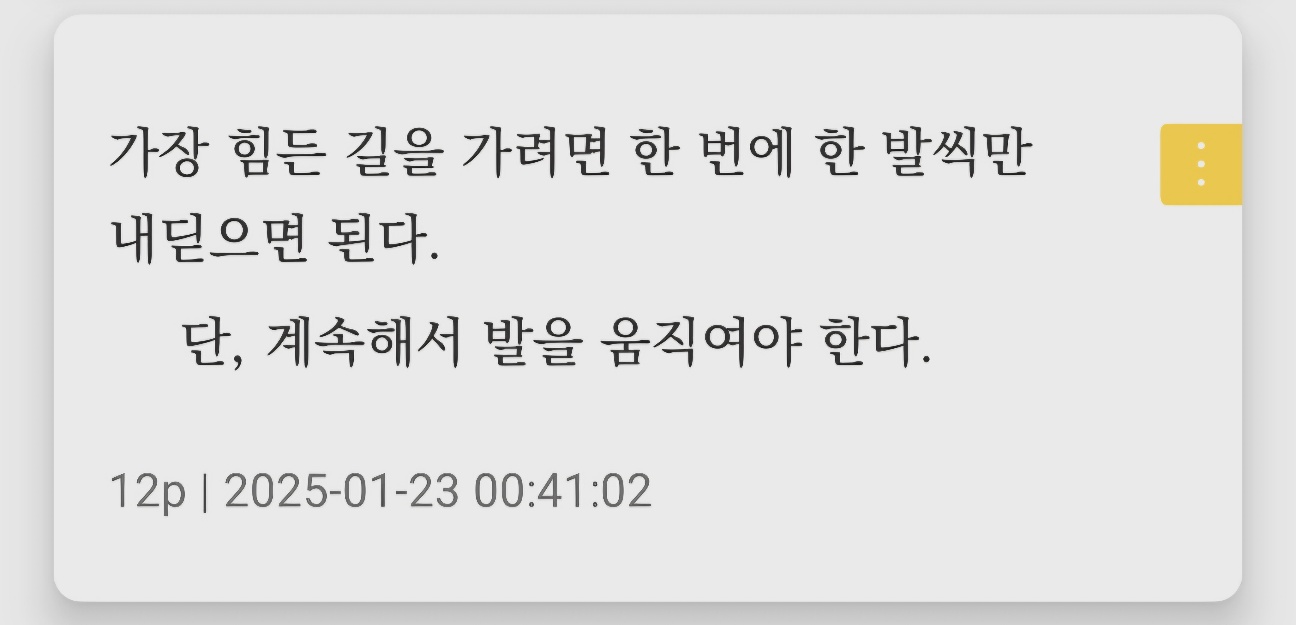 가장 힘든 길을 가려면 한 번에 한 발씩만
내딛으면 된다.
단, 계속해서 발을 움직여야 한다.
12p | 2025-01-23 00:41:02